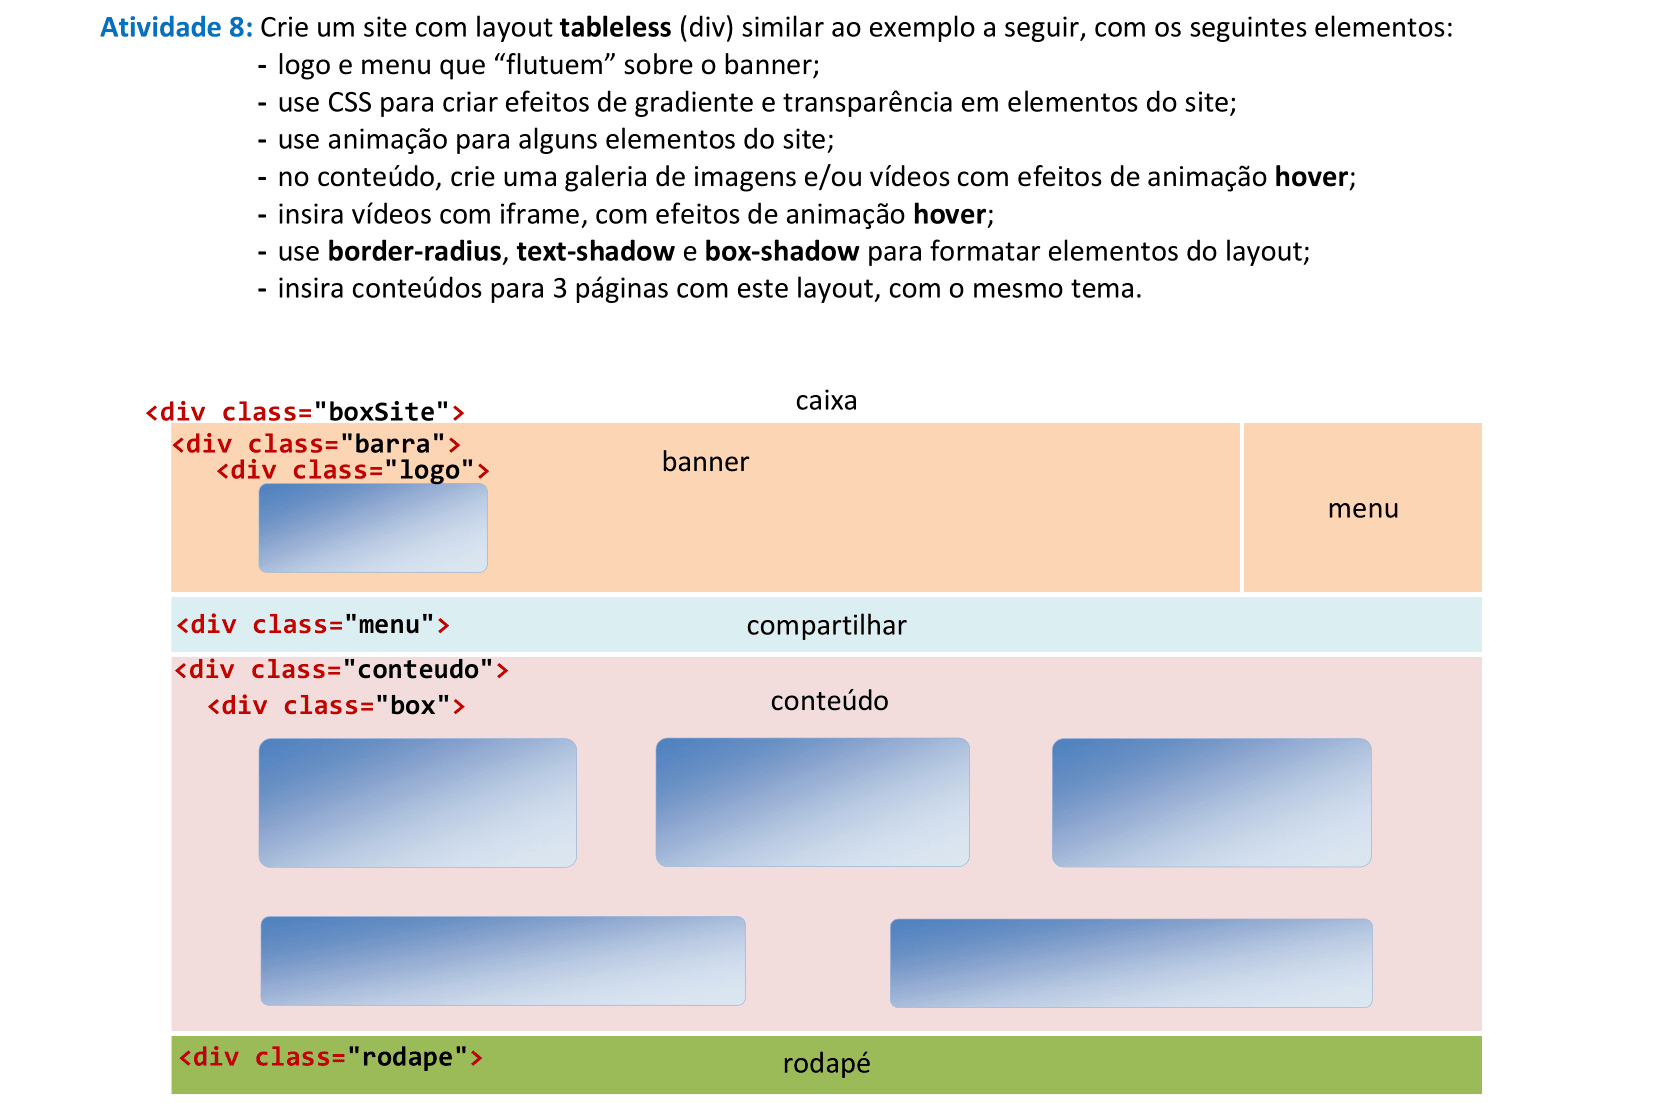 Atividade 8: Crie um site com layout tableless (div) similar ao exemplo a seguir, com os seguintes elementos:
- logo e menu que “flutuem” sobre o banner;
- use CSS para criar efeitos de gradiente e transparência em elementos do site;
- use animação para alguns elementos do site;
- no conteúdo, crie uma galeria de imagens e/ou vídeos com efeitos de animação hover;
- insira vídeos com iframe, com efeitos de animação hover;
- use border-radius, text-shadow e box-shadow para formatar elementos do layout;
- insira conteúdos para 3 páginas com este layout, com o mesmo tema.
caixa
<div class="boxSite">
<div class="barra">
banner
<div class="logo">
menu
<div class="menu">
compartilhar
<div class="conteudo">
conteúdo
<div class="box">
<div class="rodape">
rodapé